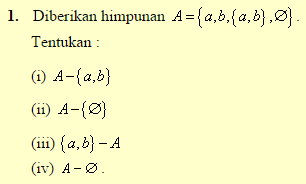 1. Diberikan himpunan A={a,b,{a,b},∅}.
Tentukan :
(i) A−{a,b}
(ii) A−{∅}
(iii) {a,b}−A
(iv) A−∅.